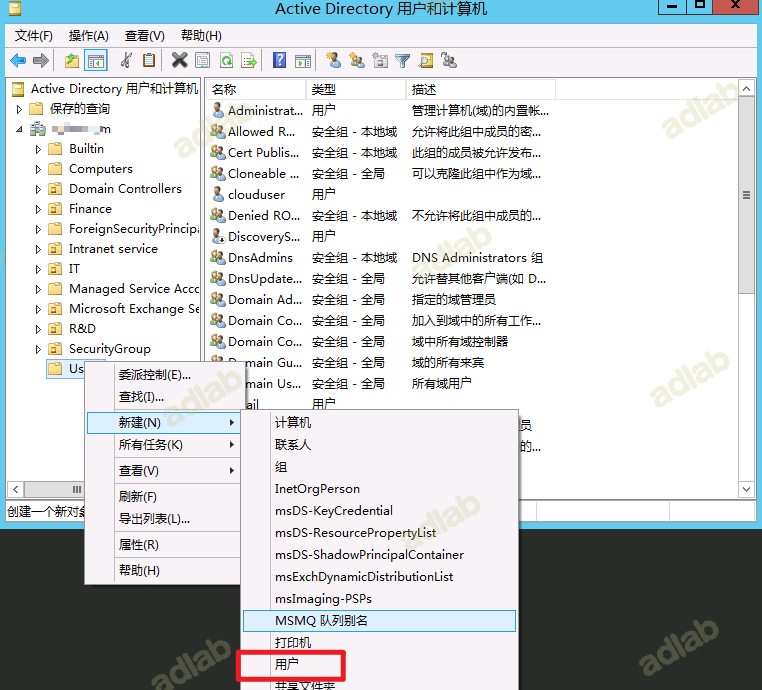 Active Directory 用户和计算机
文件(F) 操作(A) 查看(V) 帮助(H)
Active Directory 用户和计算机
保存的查询
m
Builtin
Computers
Domain Controllers
Finance
ForeignSecurityPrincipa
Intranet service
IT
Managed Service Acco
Microsoft Exchange Se
R&D
SecurityGroup
Us
名称 类型 描述
Administrat... 用户 管理计算机(域)的内置帐...
Allowed R... 安全组 - 本地域 允许将此组中成员的密...
Cert Publis... 安全组 - 本地域 此组的成员被允许发布...
Cloneable ... 安全组 - 全局 可以克隆此组中作为域...
clouduser 用户
Denied RO... 安全组 - 本地域 不允许将此组中成员的...
DiscoveryS... 用户
DnsAdmins 安全组 - 本地域 DNS Administrators 组
DnsUpdate... 安全组 - 全局 允许替其他客户端(如 D...
Domain Ad... 安全组 - 全局 指定的域管理员
Domain Co... 安全组 - 全局 加入到域中的所有工作...
Domain Co... 安全组 - 全局 域中所有域控制器
Domain Gu... 安全组 - 全局 域的所有来宾
main Us... 安全组 - 全局 所有域用户
ail 用户
员
的...
委派控制(E)...
查找(I)...
新建(N)
所有任务(K)
查看(V)
刷新(F)
导出列表(L)...
属性(R)
帮助(H)
计算机
联系人
组
InetOrgPerson
msDS-KeyCredential
msDS-ResourcePropertyList
msDS-ShadowPrincipalContainer
msExchDynamicDistributionList
msImaging-PSPs
MSMQ 队列别名
打印机
用户
共享文件夹
创建一个新对象
adlab
adlab
adlab
adlab
adlab
adlab
adlab
adlab